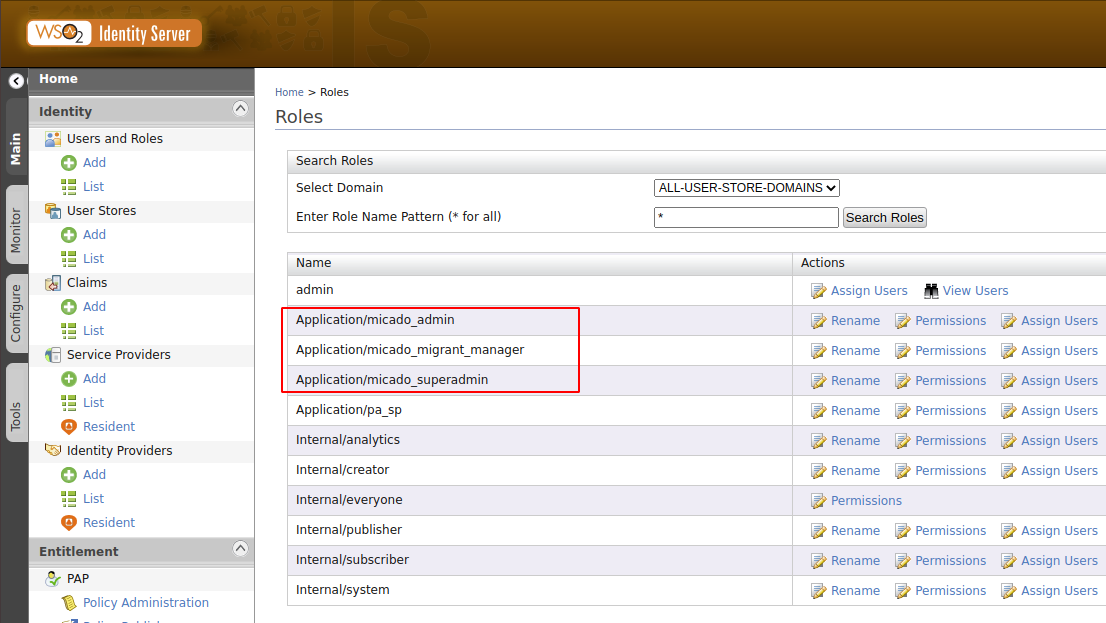 WSO2 Identity Server
Home
Main
Monitor
Configure
Tools
Identity
Users and Roles
Add
List
User Stores
Add
List
Claims
Add
List
Service Providers
Add
List
Resident
Identity Providers
Add
List
Resident
Entitlement
PAP
Policy Administration
Home > Roles
Roles
Search Roles
Select Domain ALL-USER-STORE-DOMAINS
Enter Role Name Pattern (* for all) * Search Roles
Name Actions
admin Assign Users View Users
Application/micado_admin Rename Permissions Assign Users
Application/micado_migrant_manager Rename Permissions Assign Users
Application/micado_superadmin Rename Permissions Assign Users
Application/pa_sp Rename Permissions Assign Users
Internal/analytics Rename Permissions Assign Users
Internal/creator Rename Permissions Assign Users
Internal/everyone Permissions
Internal/publisher Rename Permissions Assign Users
Internal/subscriber Rename Permissions Assign Users
Internal/system Rename Permissions Assign Users